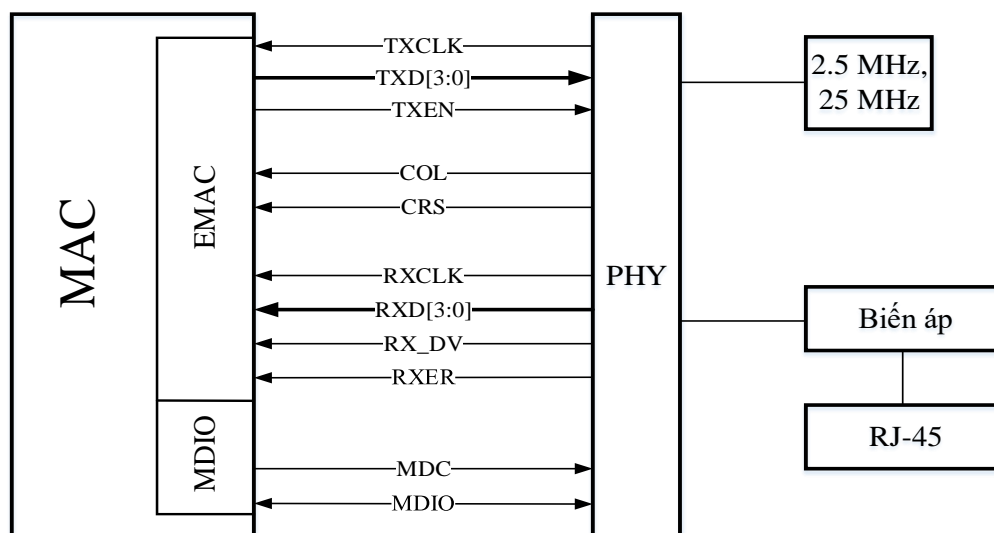 MAC
EMAC
MDIO
TXCLK
TXD[3:0]
TXEN
COL
CRS
RXCLK
RXD[3:0]
RX_DV
RXER
MDC
MDIO
PHY
2.5 MHz,
25 MHz
Biến áp
RJ-45